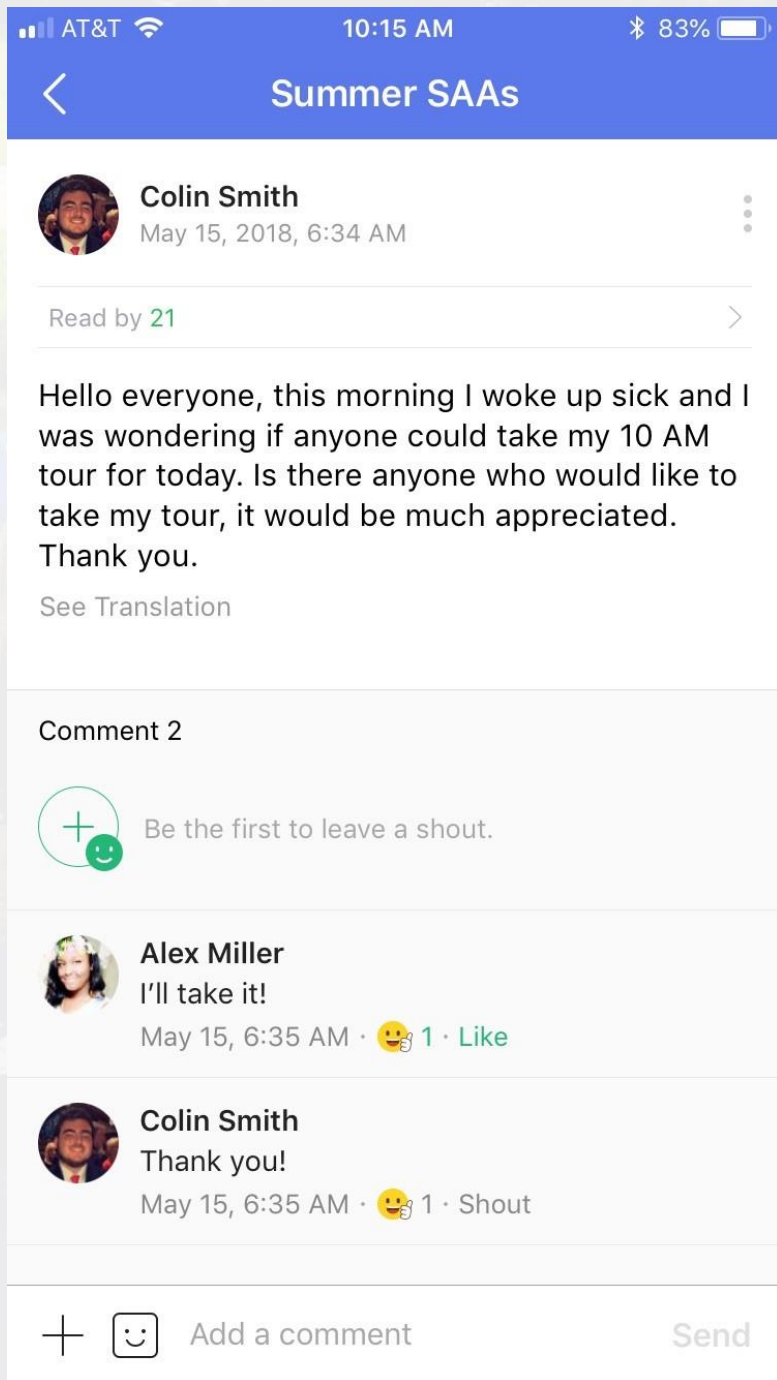 AT&T 10:15 AM 83%
Summer SAAs
Colin Smith
May 15, 2018, 6:34 AM
Read by 21
Hello everyone, this morning I woke up sick and I
was wondering if anyone could take my 10 AM
tour for today. Is there anyone who would like to
take my tour, it would be much appreciated.
Thank you.
See Translation
Comment 2
Be the first to leave a shout.
Alex Miller
I'll take it!
May 15, 6:35 AM · 1 · Like
Colin Smith
Thank you!
May 15, 6:35 AM · 1 · Shout
Add a comment Send